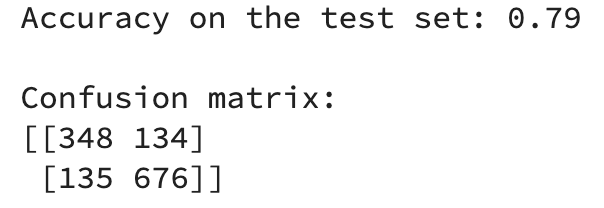 Accuracy on the test set: 0.79
Confusion matrix:
[[348 134]
[135 676]]